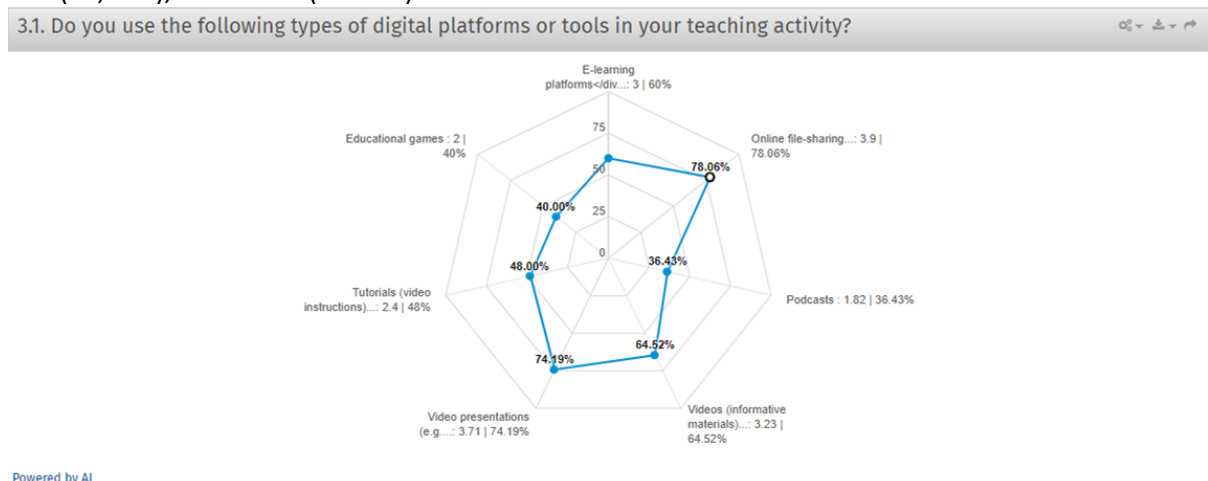 3.1. Do you use the following types of digital platforms or tools in your teaching activity?
E-learning
platforms</div...: 3 | 60%
Educational games : 2 |
40%
Online file-sharing...: 3.9 |
78.06%
75
78.06%
50
40.00%
25
0
36.43%
48.00%
Tutorials (video
instructions)...: 2.4 | 48%
Podcasts : 1.82 | 36.43%
64.52%
74.19%
Video presentations
(e.g....: 3.71 | 74.19%
Videos (informative
materials)...: 3.23 |
64.52%
Powered by AI